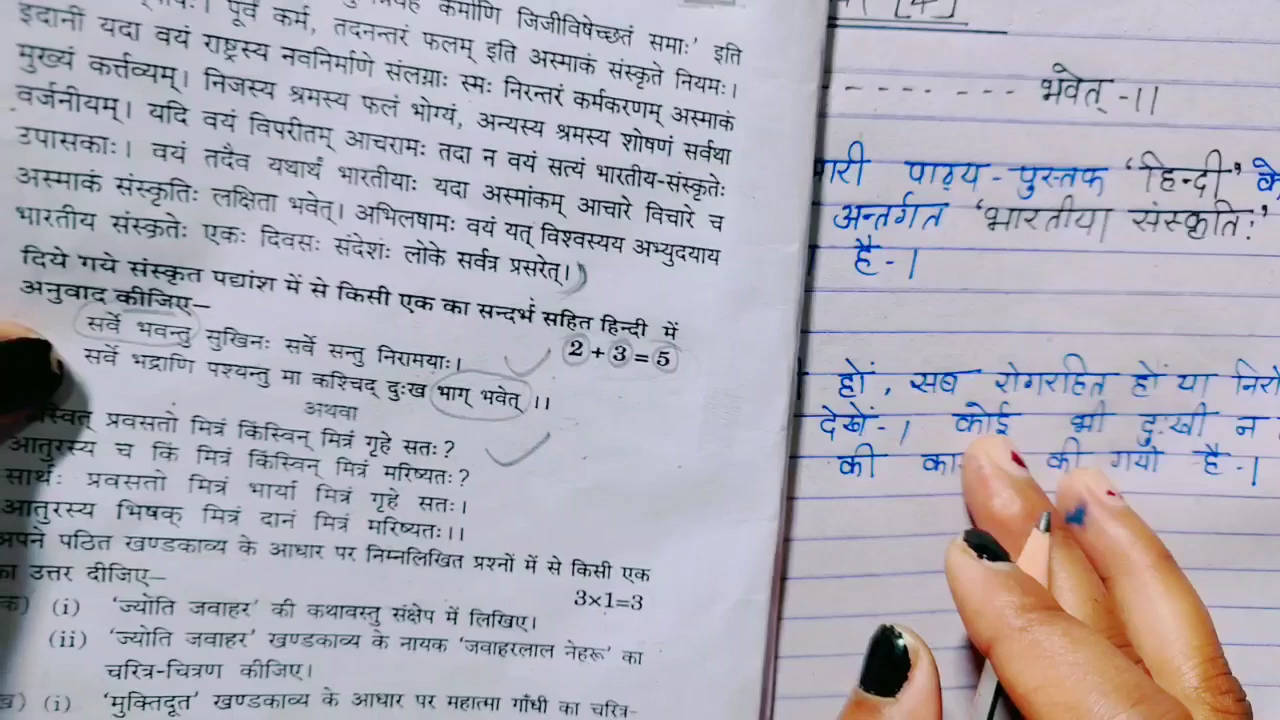 कर्माणि जिजीविषेच्छतं समाः' इति
पूर्वं कर्म, तदनन्तरं फलम् इति अस्माकं संस्कृते नियमः।
इदानीं यदा वयं राष्ट्रस्य नवनिर्माणे संलग्नाः स्मः निरन्तरं कर्मकरणम् अस्माकं
मुख्यं कर्त्तव्यम्। निजस्य श्रमस्य फलं भोग्यं, अन्यस्य श्रमस्य शोषणं सर्वथा
वर्जनीयम्। यदि वयं विपरीतम् आचरामः तदा न वयं सत्यं भारतीय-संस्कृतेः
उपासकाः। वयं तदैव यथार्थं भारतीयाः यदा अस्मांकम् आचारे विचारे च
अस्माकं संस्कृतिः लक्षिता भवेत्। अभिलषामः वयं यत् विश्वस्यय अभ्युदयाय
भारतीय संस्कृतेः एकः दिवसः संदेशः लोके सर्वत्र प्रसरेत्।
दिये गये संस्कृत पद्यांश में से किसी एक का सन्दर्भ सहित हिन्दी में
अनुवाद कीजिए– 2+3=5
सर्वे भवन्तु सुखिनः सर्वे सन्तु निरामयाः।
सर्वे भद्राणि पश्यन्तु मा कश्चिद् दुःख भाग् भवेत्।।
अथवा
प्रवसतो मित्रं किंस्विन् मित्रं गृहे सतः?
आतुरस्य च किं मित्रं किंस्विन् मित्रं मरिष्यतः?
सार्थः प्रवसतो मित्रं भार्या मित्रं गृहे सतः।
आतुरस्य भिषक् मित्रं दानं मित्रं मरिष्यतः।।
अपने पठित खण्डकाव्य के आधार पर निम्नलिखित प्रश्नों में से किसी एक
का उत्तर दीजिए– 3×1=3
क) (i) 'ज्योति जवाहर' की कथावस्तु संक्षेप में लिखिए।
(ii) 'ज्योति जवाहर' खण्डकाव्य के नायक 'जवाहरलाल नेहरू' का
चरित्र-चित्रण कीजिए।
ख) (i) 'मुक्तिदूत' खण्डकाव्य के आधार पर महात्मा गाँधी का चरित्र-
भवेत् -।।
पाठ्य-पुस्तक 'हिन्दी' के
अन्तर्गत 'भारतीया संस्कृतिः'
है-।
हों, सब रोगरहित हों या
देखें-। कोई भी दुःखी न
की की गयी है-।